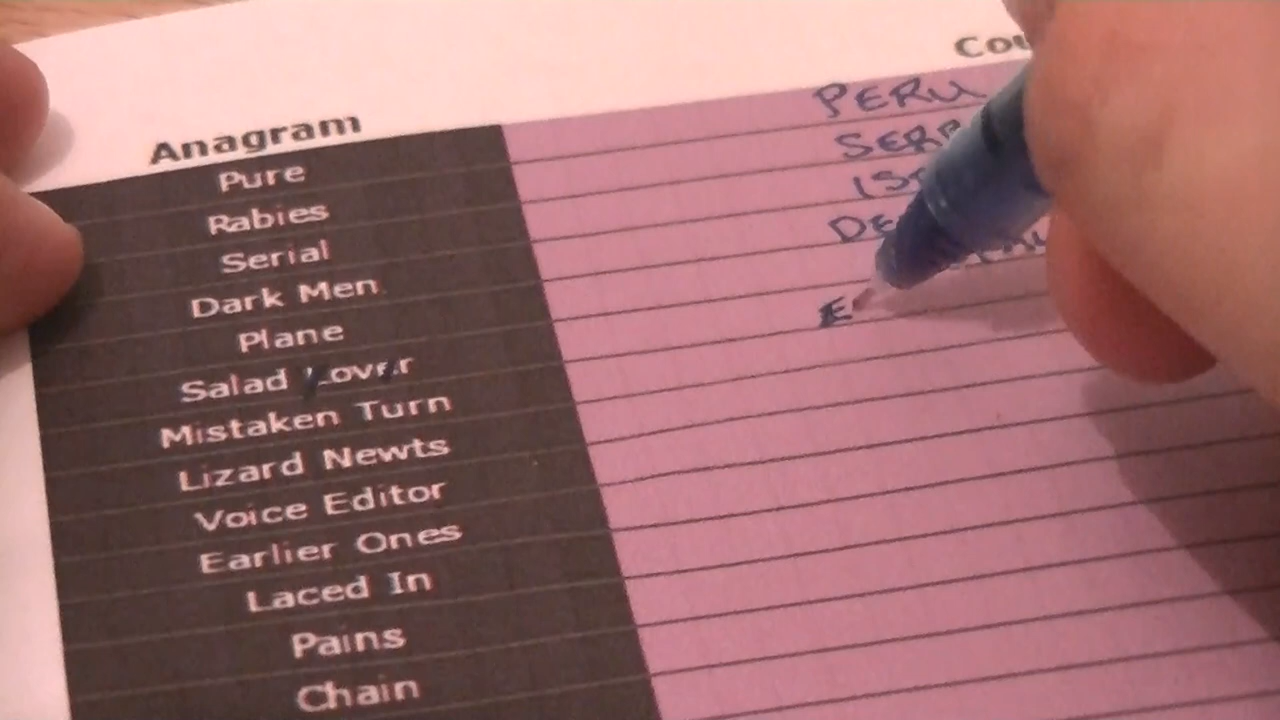 Anagram
Pure PERU
Rabies
Serial
Dark Men
Plane
Salad Lover E
Mistaken Turn
Lizard Newts
Voice Editor
Earlier Ones
Laced In
Pains
Chain